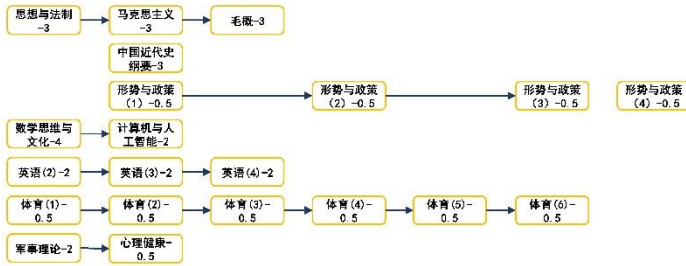 思想与法制
-3
马克思主义
-3
毛概-3
中国近代史
纲要-3
形势与政策
(1) -0.5
形势与政策
(2) -0.5
形势与政策
(3) -0.5
形势与政策
(4) -0.5
数学思维与
文化-4
计算机与人
工智能-2
英语(2)-2
英语(3)-2
英语(4)-2
体育(1)-
0.5
体育(2)-
0.5
体育(3)-
0.5
体育(4)-
0.5
体育(5)-
0.5
体育(6)-
0.5
军事理论-2
心理健康-
0.5